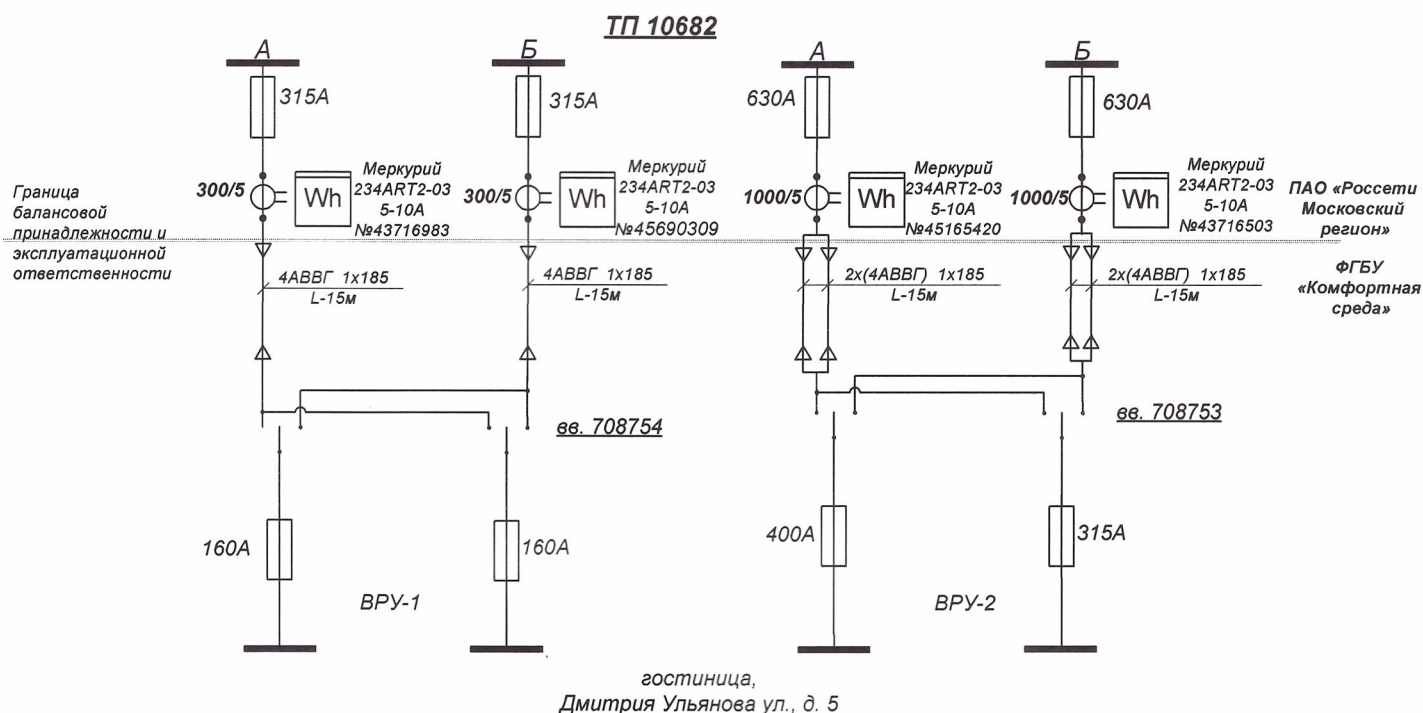 ТП 10682
А
Б
А
Б
315А
315А
630А
630А
Граница
балансовой
принадлежности и
эксплуатационной
ответственности
300/5
Wh
Меркурий
234ART2-03
5-10А
№43716983
300/5
Wh
Меркурий
234ART2-03
5-10А
№45690309
1000/5
Wh
Меркурий
234ART2-03
5-10А
№45165420
1000/5
Wh
Меркурий
234ART2-03
5-10А
№43716503
ПАО «Россети
Московский
регион»
ФГБУ
«Комфортная
среда»
4АВВГ 1х185
L-15м
4АВВГ 1х185
L-15м
2х(4АВВГ) 1х185
L-15м
2х(4АВВГ) 1х185
L-15м
вв. 708754
вв. 708753
160А
160А
400А
315А
ВРУ-1
ВРУ-2
гостиница,
Дмитрия Ульянова ул., д. 5